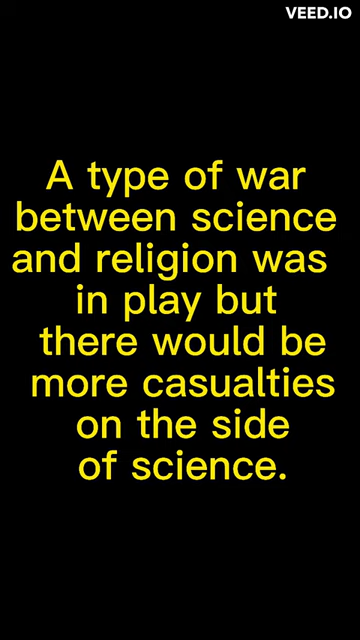 VEED.IO
A type of war
between science
and religion was
in play but
there would be
more casualties
on the side
of science.